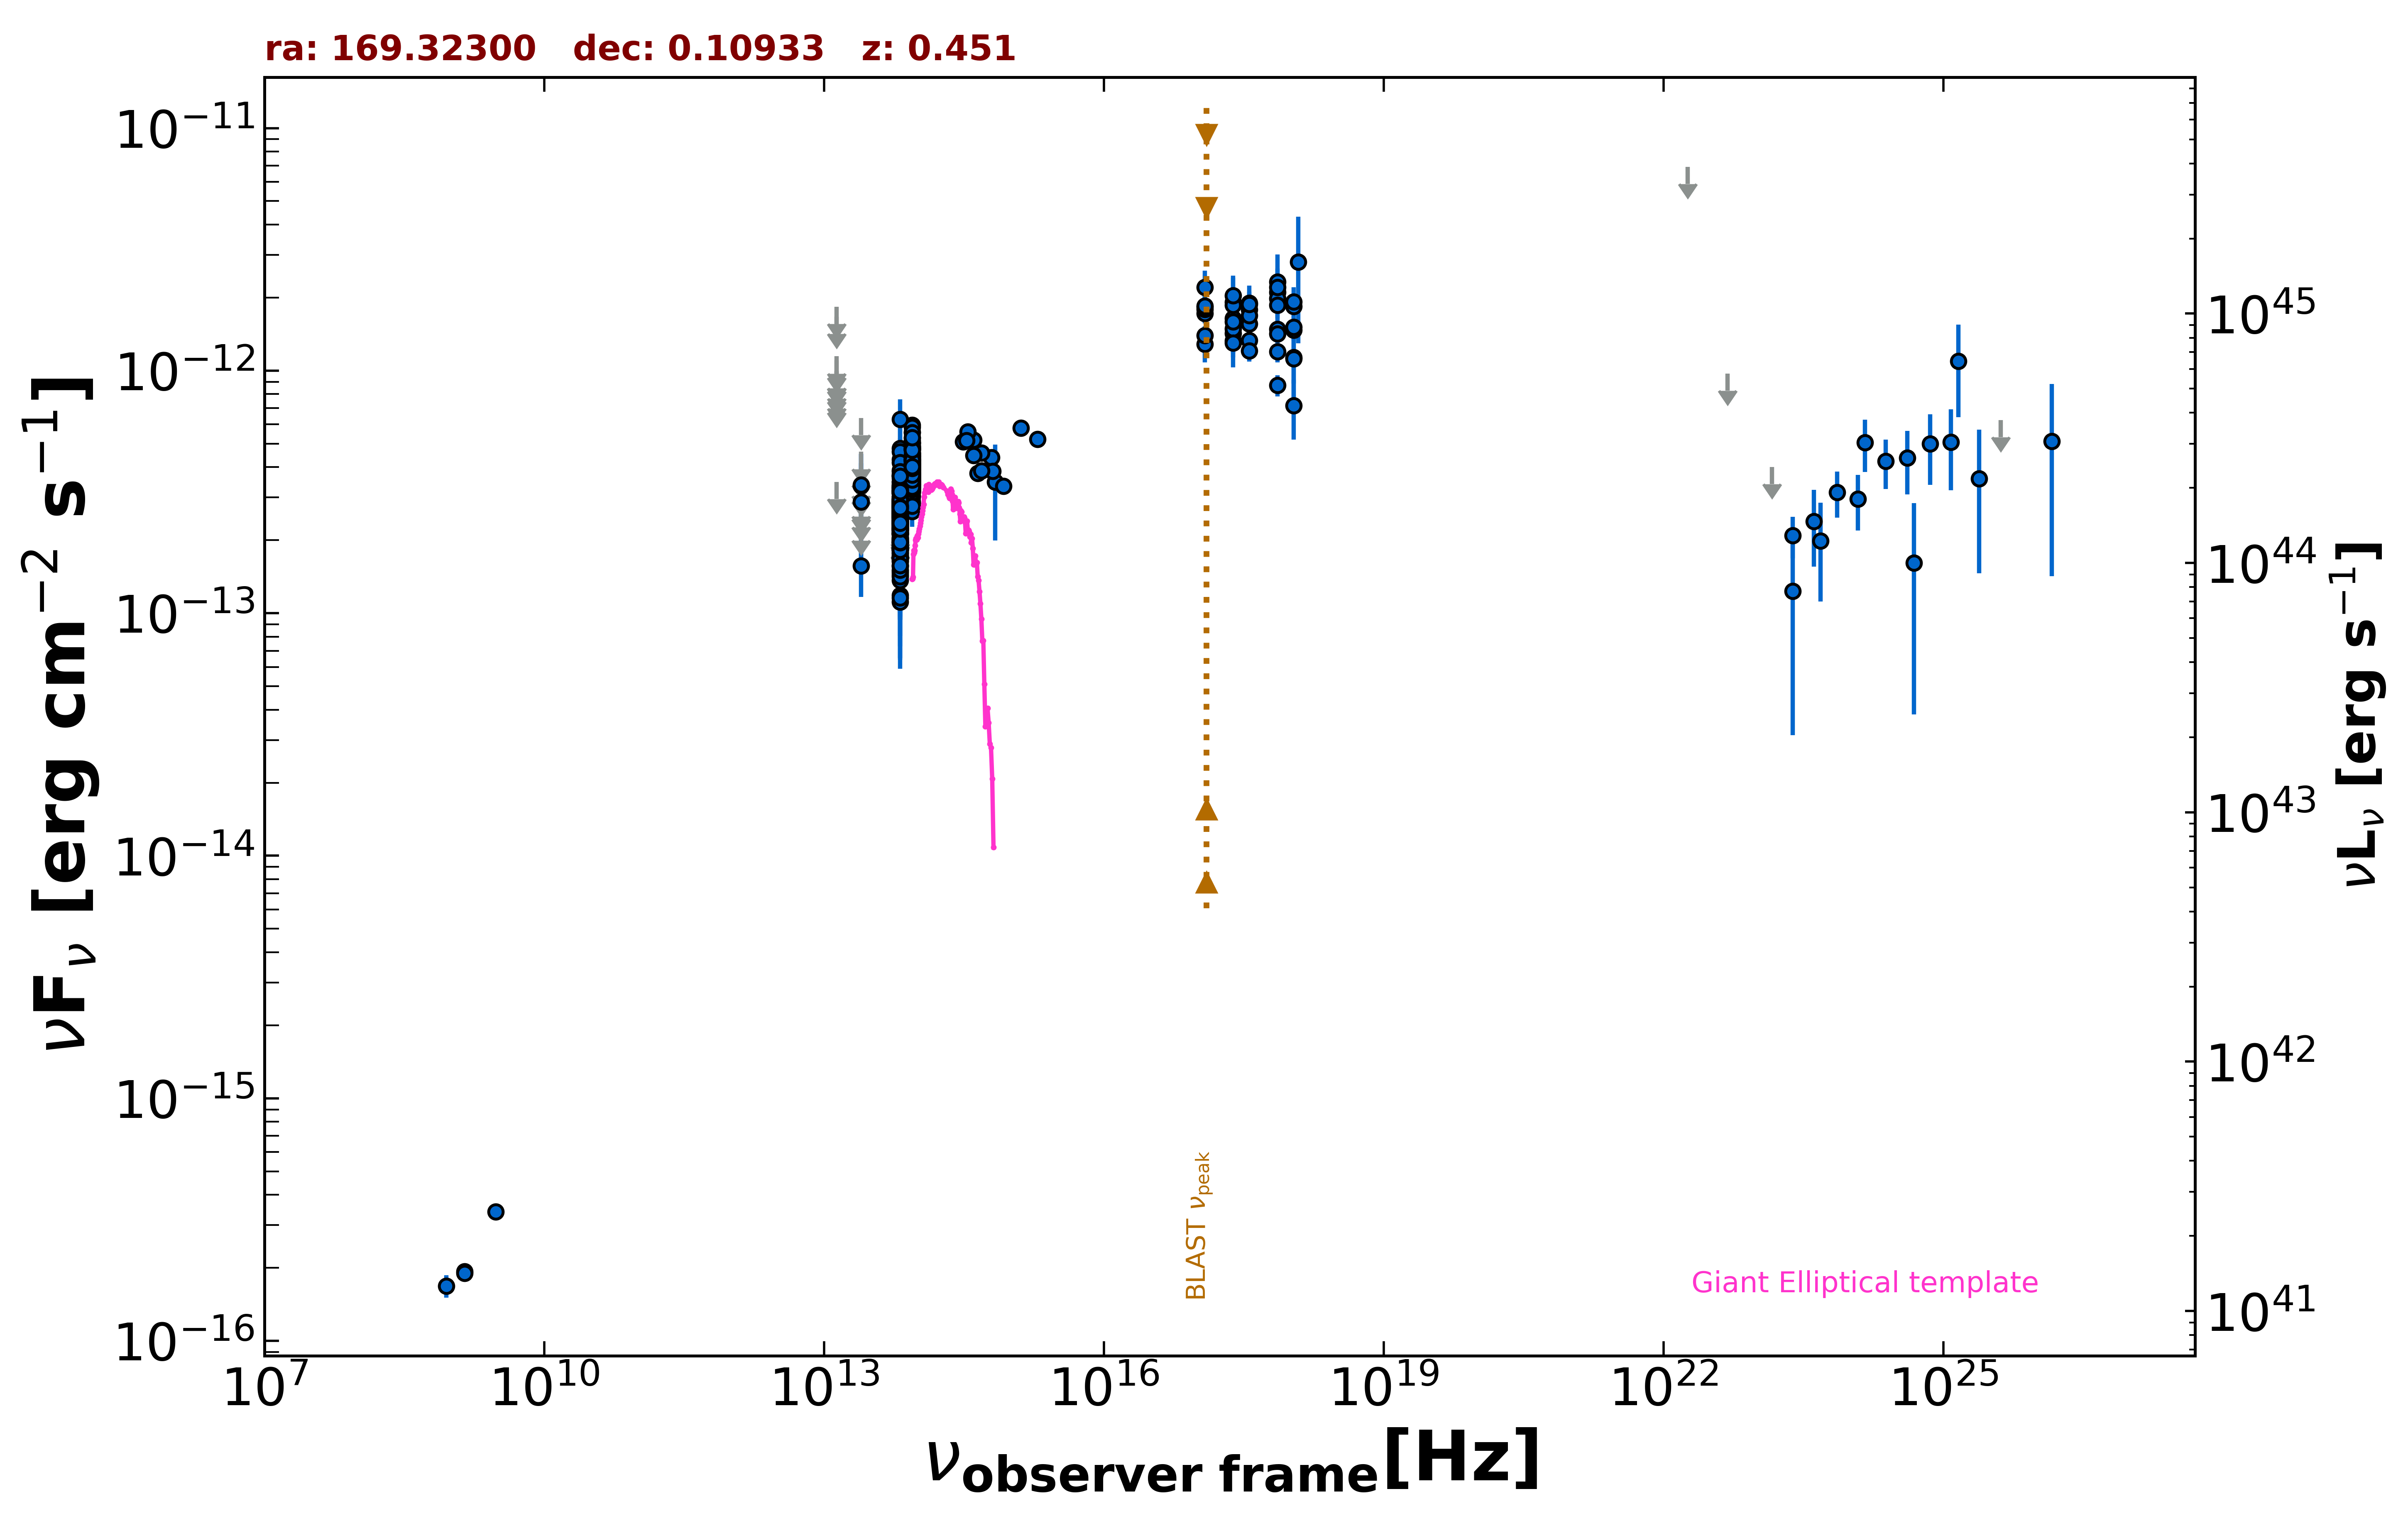 ra: 169.32300   dec: 0.10933   z: 0.451
10⁻¹¹
10⁻¹²
10⁻¹³
10⁻¹⁴
10⁻¹⁵
10⁻¹⁶
νFν [erg cm⁻² s⁻¹]
10⁴⁵
10⁴⁴
10⁴³
10⁴²
10⁴¹
νLν [erg s⁻¹]
BLAST νpeak
Giant Elliptical template
10⁷ 10¹⁰ 10¹³ 10¹⁶ 10¹⁹ 10²² 10²⁵
νobserver frame[Hz]